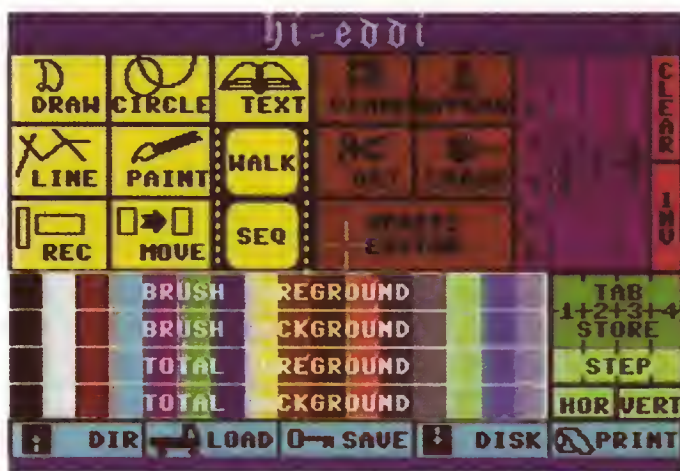 hi-eddi
DRAW CIRCLE TEXT
CLEAR
LINE PAINT WALK
REC MOVE SEQ
INV
BRUSH REGROUND
BRUSH CKGROUND
TOTAL REGROUND
TOTAL CKGROUND
TAB
-1+2+3+4-
STORE
STEP
HOR VERT
DIR LOAD SAVE DISK PRINT